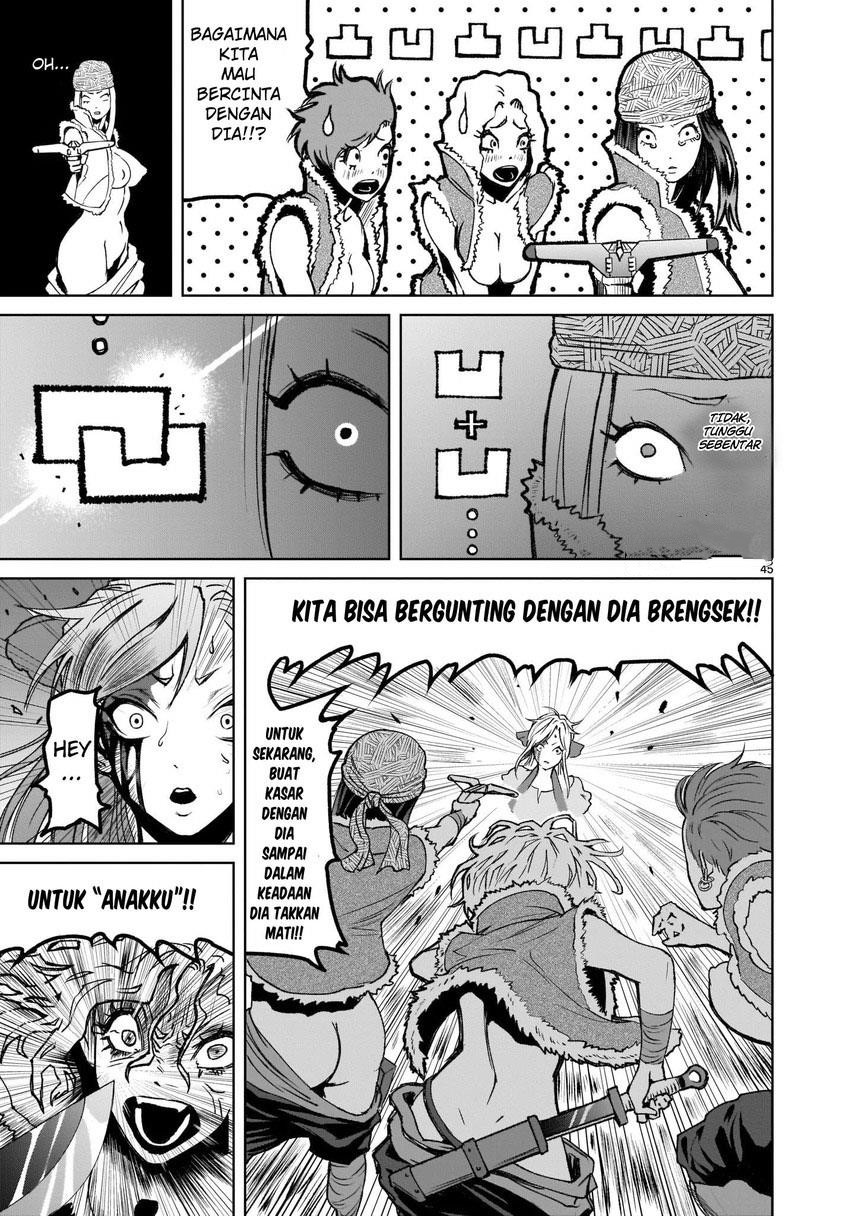 BAGAIMANA
KITA
MAU
BERCINTA
DENGAN
DIA!!?
OH...
TIDAK,
TUNGGU
SEBENTAR
45
KITA BISA BERGUNTING DENGAN DIA BRENGSEK!!
UNTUK
SEKARANG,
BUAT
KASAR
DENGAN
DIA
SAMPAI
DALAM
KEADAAN
DIA TAKKAN
MATI!!
HEY
...
UNTUK "ANAKKU"!!